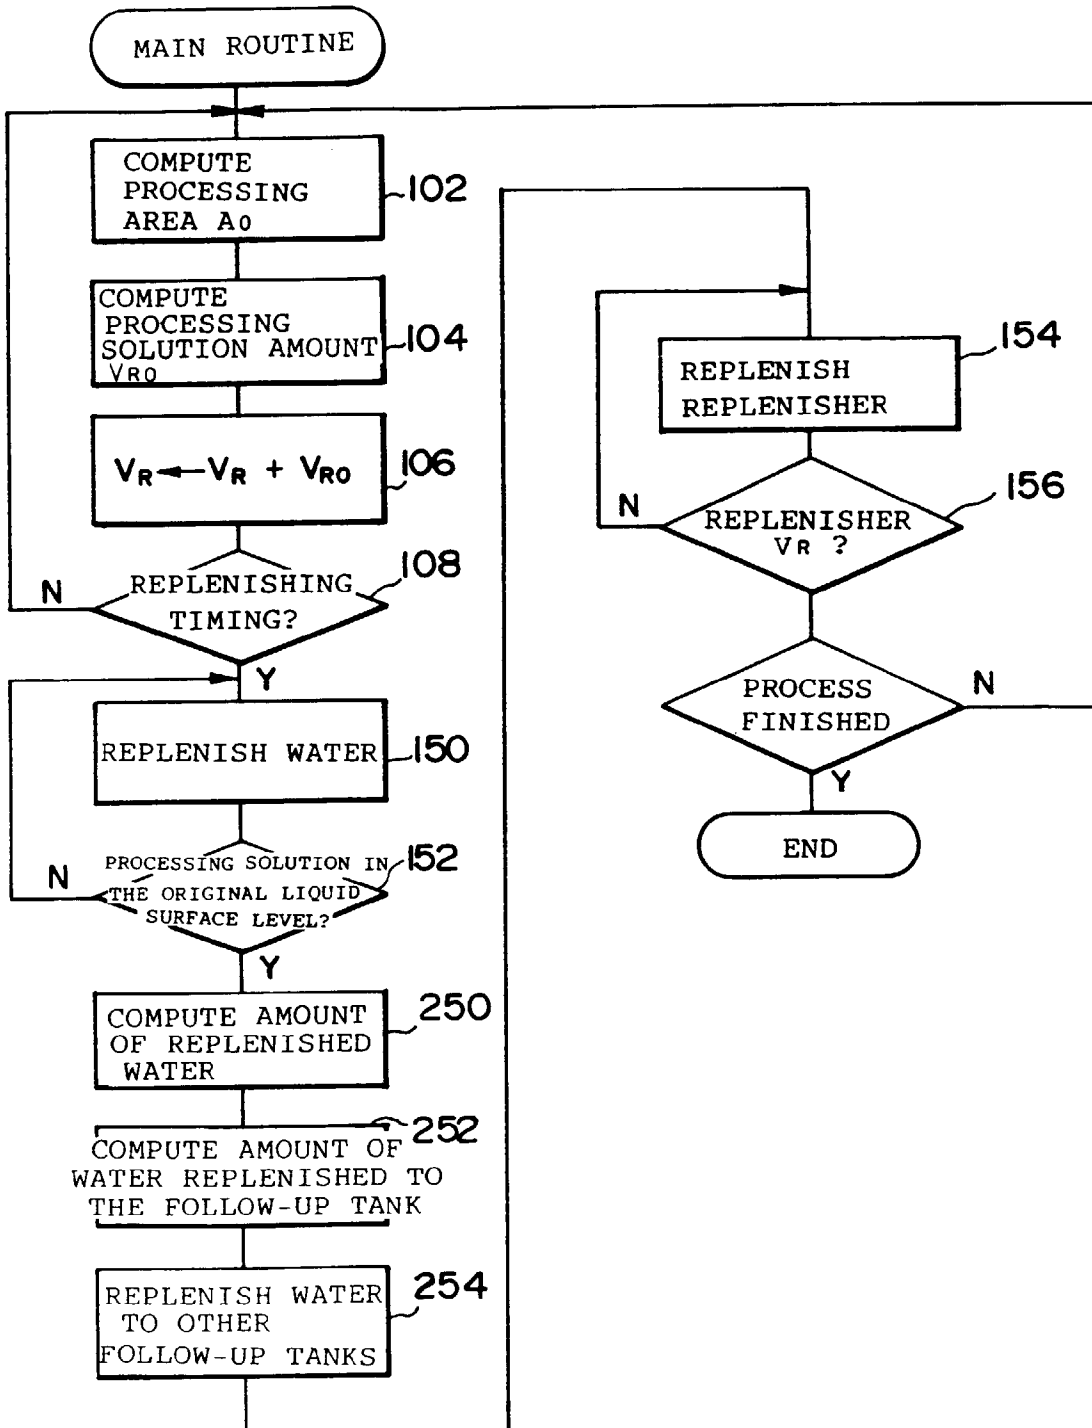 MAIN ROUTINE
COMPUTE
PROCESSING
AREA A0
102
COMPUTE
PROCESSING
SOLUTION AMOUNT
VR0
104
VR ← VR + VR0
106
REPLENISHING
TIMING?
108
N
Y
REPLENISH WATER
150
PROCESSING SOLUTION IN
THE ORIGINAL LIQUID
SURFACE LEVEL?
152
N
Y
COMPUTE AMOUNT
OF REPLENISHED
WATER
250
252
COMPUTE AMOUNT OF
WATER REPLENISHED TO
THE FOLLOW-UP TANK
REPLENISH WATER
TO OTHER
FOLLOW-UP TANKS
254
REPLENISH
REPLENISHER
154
REPLENISHER
VR ?
156
N
PROCESS
FINISHED
N
Y
END